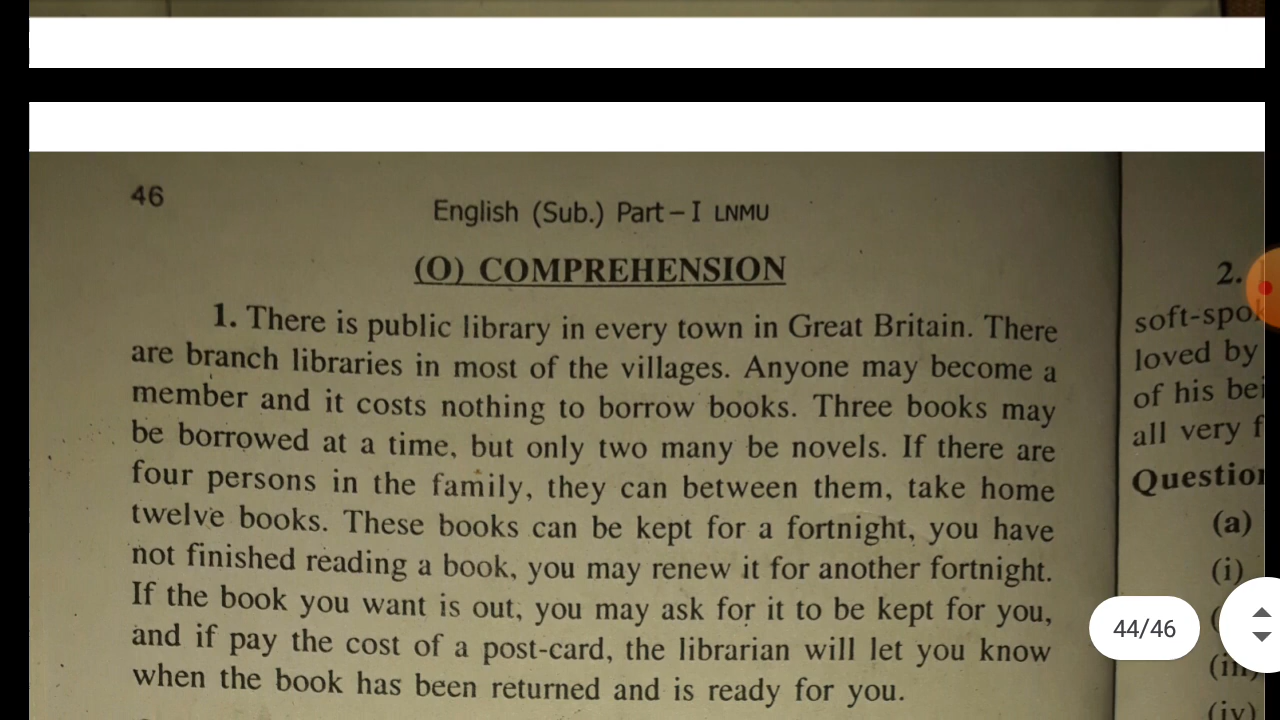 46
English (Sub.) Part – I LNMU
(O) COMPREHENSION
1. There is public library in every town in Great Britain. There
are branch libraries in most of the villages. Anyone may become a
member and it costs nothing to borrow books. Three books may
be borrowed at a time, but only two many be novels. If there are
four persons in the family, they can between them, take home
twelve books. These books can be kept for a fortnight, you have
not finished reading a book, you may renew it for another fortnight.
If the book you want is out, you may ask for it to be kept for you,
and if pay the cost of a post-card, the librarian will let you know
when the book has been returned and is ready for you.
2.
loved by
of his
all very
(a)
(i)
(iv)
44/46